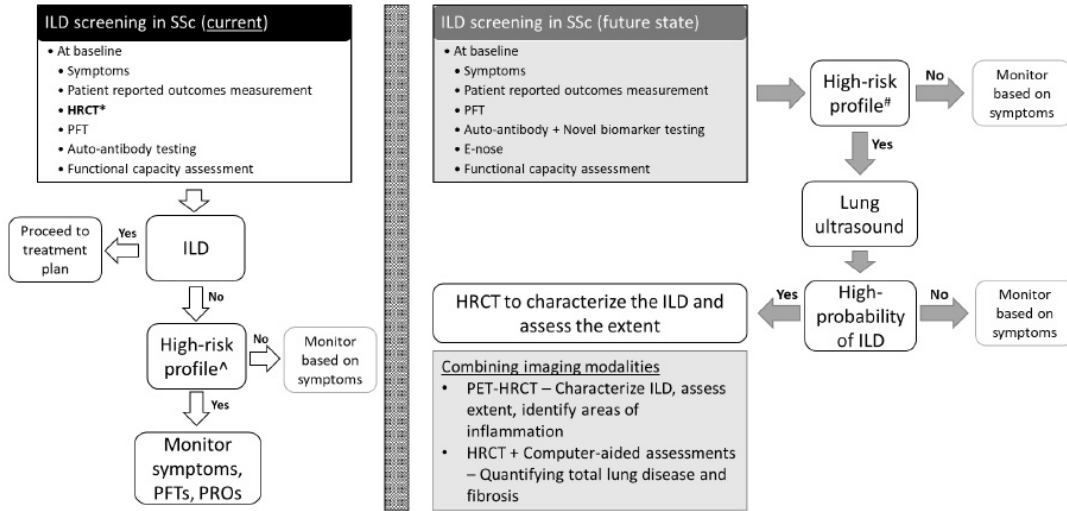 ILD screening in SSc (current)
• At baseline
• Symptoms
• Patient reported outcomes measurement
• HRCT*
• PFT
• Auto-antibody testing
• Functional capacity assessment
Proceed to
treatment
plan
Yes
ILD
No
High-risk
profile^
No
Monitor
based on
symptoms
Yes
Monitor
symptoms,
PFTs, PROs
ILD screening in SSc (future state)
• At baseline
• Symptoms
• Patient reported outcomes measurement
• PFT
• Auto-antibody + Novel biomarker testing
• E-nose
• Functional capacity assessment
High-risk
profile#
No
Monitor
based on
symptoms
Yes
Lung
ultrasound
High-
probability
of ILD
No
Monitor
based on
symptoms
Yes
HRCT to characterize the ILD and
assess the extent
Combining imaging modalities
• PET-HRCT – Characterize ILD, assess
extent, identify areas of
inflammation
• HRCT + Computer-aided assessments
– Quantifying total lung disease and
fibrosis